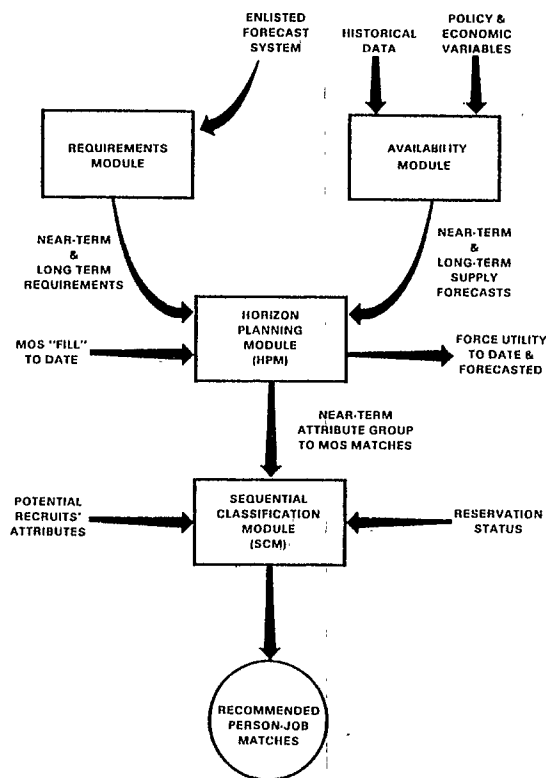 ENLISTED
FORECAST
SYSTEM
HISTORICAL
DATA
POLICY &
ECONOMIC
VARIABLES
REQUIREMENTS
MODULE
AVAILABILITY
MODULE
NEAR-TERM
&
LONG TERM
REQUIREMENTS
NEAR-TERM
&
LONG-TERM
SUPPLY
FORECASTS
MOS "FILL"
TO DATE
HORIZON
PLANNING
MODULE
(HPM)
FORCE UTILITY
TO DATE &
FORECASTED
NEAR-TERM
ATTRIBUTE GROUP
TO MOS MATCHES
POTENTIAL
RECRUITS'
ATTRIBUTES
SEQUENTIAL
CLASSIFICATION
MODULE
(SCM)
RESERVATION
STATUS
RECOMMENDED
PERSON-JOB
MATCHES